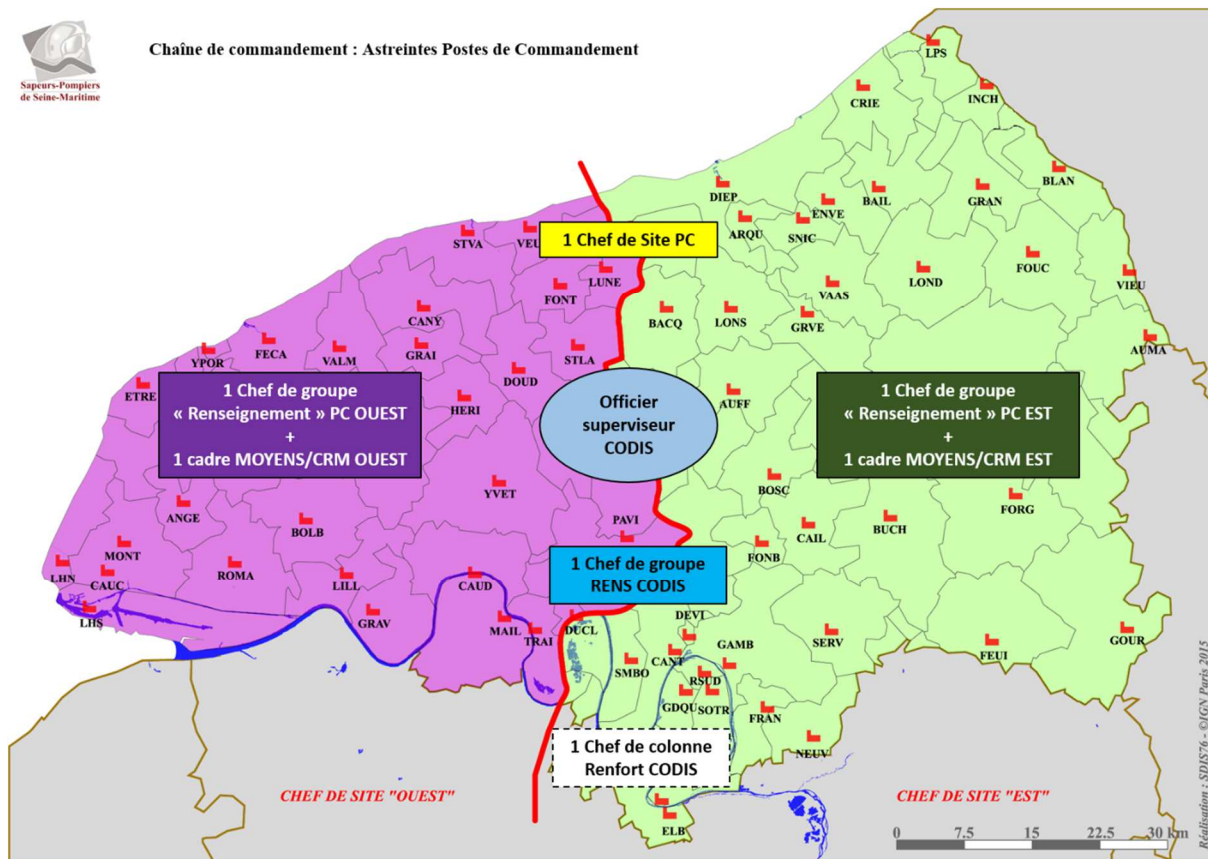 Chaîne de commandement : Astreintes Postes de Commandement
Sapeurs-Pompiers
de Seine-Maritime
LPS
CRIE
INCH
BLAN
DIEP
ENVE
BAIL
GRAN
ARQU
SNIC
STVA
VEU
1 Chef de Site PC
LUNE
FONT
FOUC
LOND
VIEU
VAAS
CANY
BACQ
LONS
GRVE
AUMA
YPOR
FECA
VALM
GRAI
STLA
DOUD
ETRE
HERI
AUFF
1 Chef de groupe
« Renseignement » PC OUEST
+
1 cadre MOYENS/CRM OUEST
Officier
superviseur
CODIS
1 Chef de groupe
« Renseignement » PC EST
+
1 cadre MOYENS/CRM EST
YVET
BOSC
FORG
ANGE
BOLB
PAVI
CAIL
BUCH
MONT
FONB
LHN
CAUC
ROMA
LILL
CAUD
1 Chef de groupe
RENS CODIS
LHS
GRAV
MAIL
TRAI
DUCL
DEVI
GAMB
SERV
FEUI
GOUR
CANT
SMBO
RSUD
GDQU
SOTR
FRAN
NEUV
1 Chef de colonne
Renfort CODIS
CHEF DE SITE "OUEST"
CHEF DE SITE "EST"
ELB
0 7.5 15 22.5 30 km
Réalisation : SDIS76 - ©IGN Paris 2015